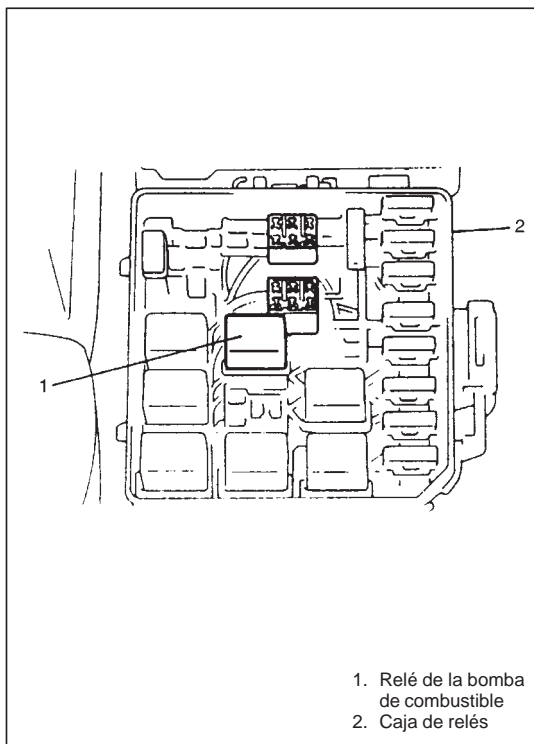 2
1
1. Relé de la bomba
de combustible
2. Caja de relés